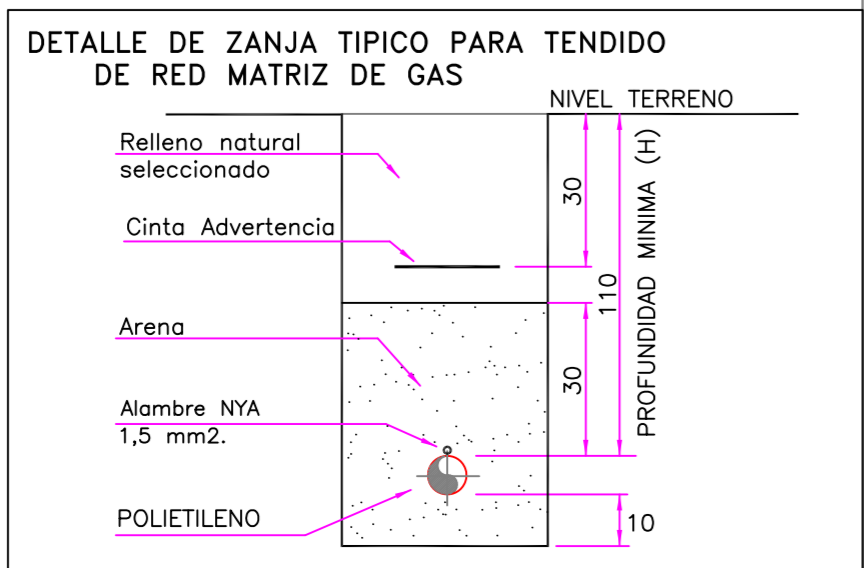 DETALLE DE ZANJA TIPICO PARA TENDIDO
DE RED MATRIZ DE GAS
NIVEL TERRENO
Relleno natural
seleccionado
Cinta Advertencia
Arena
Alambre NYA
1,5 mm2.
POLIETILENO
30
30
110
PROFUNDIDAD MINIMA (H)
10